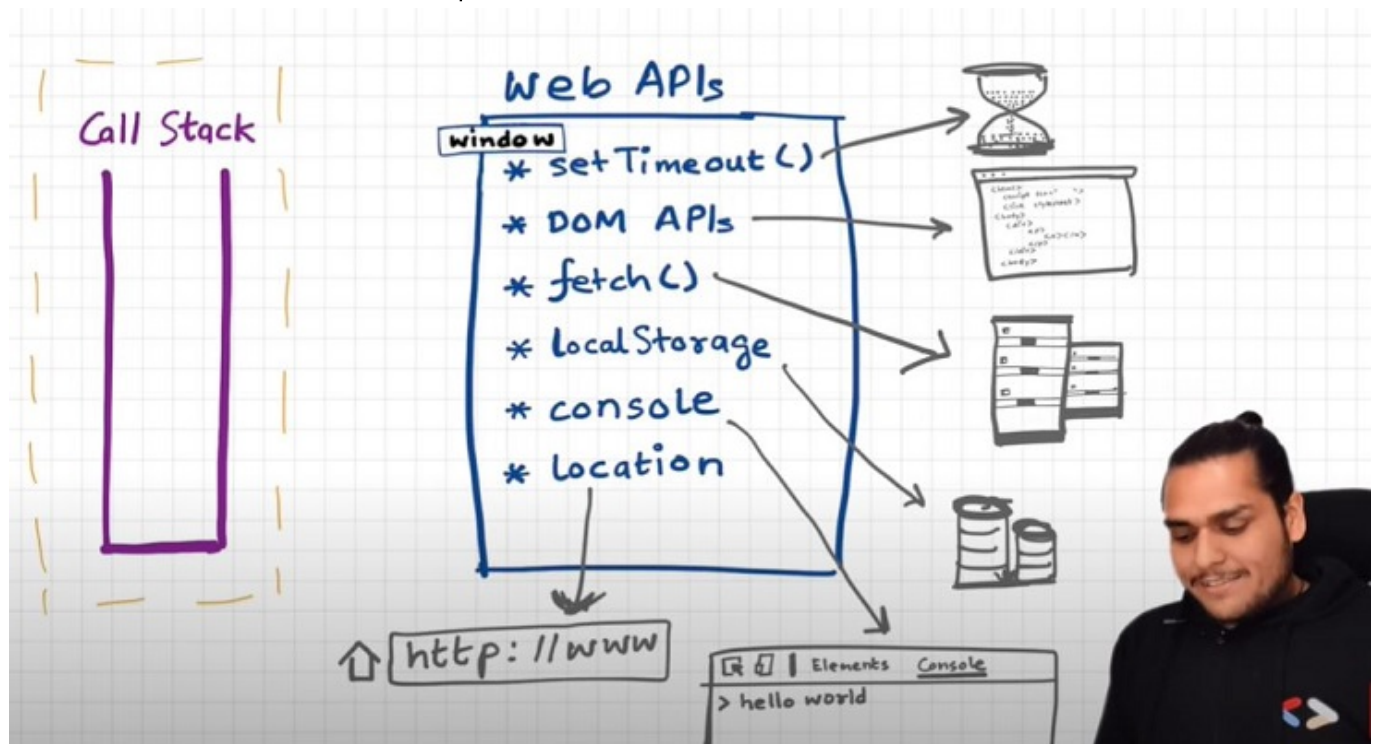 Call Stack
Web APIs
window
* setTimeout()
* DOM APIs
* fetch()
* localStorage
* console
* location
http://www
Elements Console
> hello world